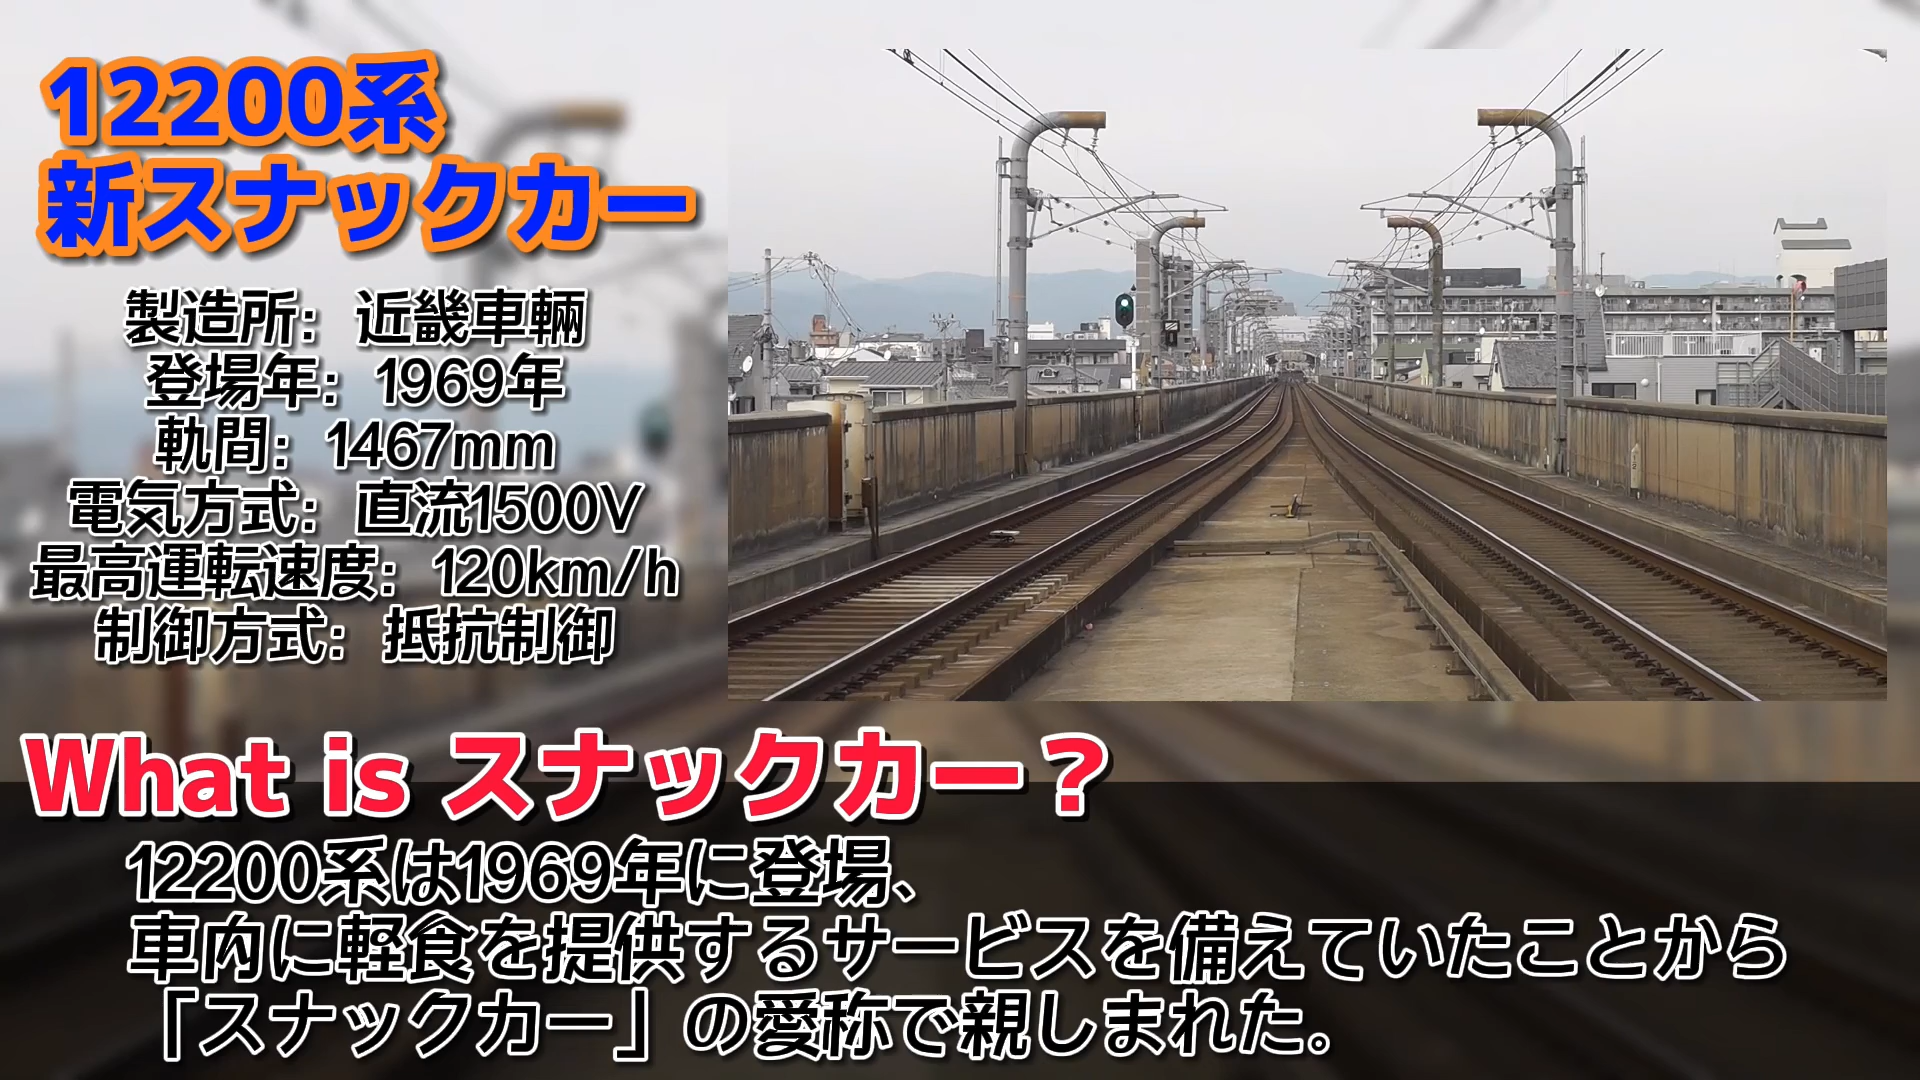 12200系
新スナックカー
製造所：近畿車輛
登場年：1969年
軌間：1467mm
電気方式：直流1500V
最高運転速度：120km/h
制御方式：抵抗制御
What is スナックカー？
12200系は1969年に登場、
車内に軽食を提供するサービスを備えていたことから
「スナックカー」の愛称で親しまれた。